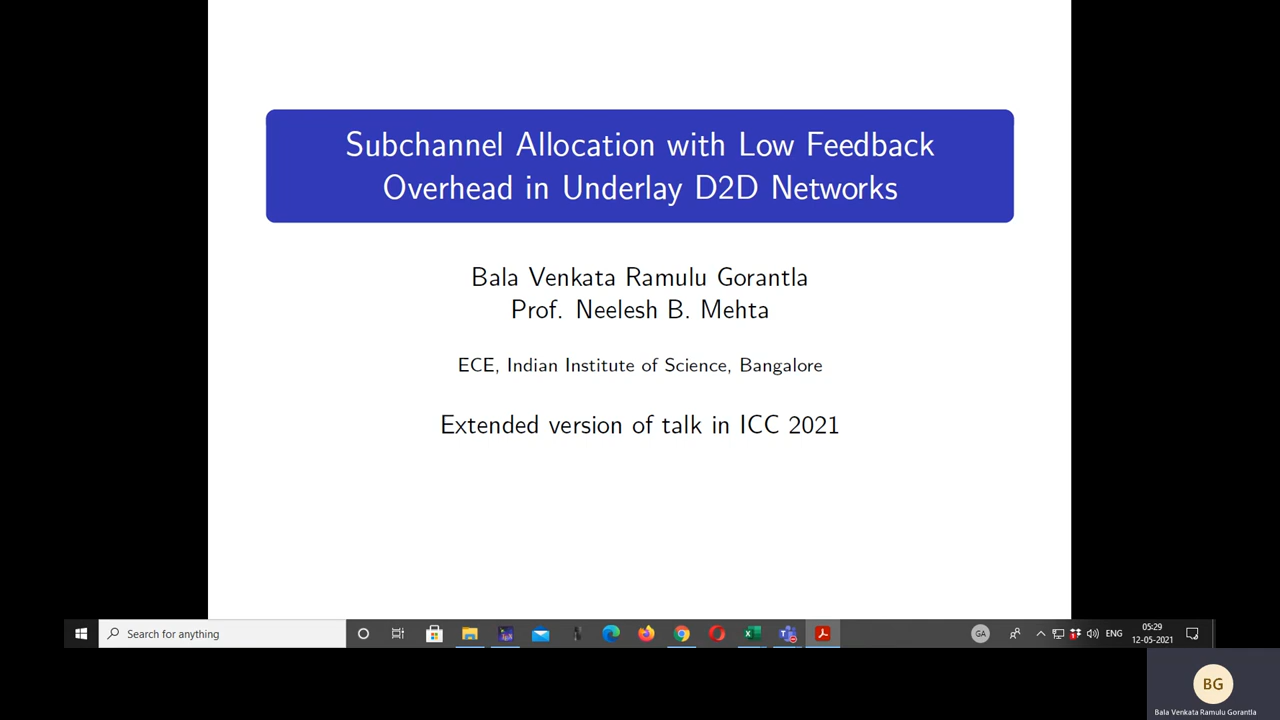 Subchannel Allocation with Low Feedback
Overhead in Underlay D2D Networks
Bala Venkata Ramulu Gorantla
Prof. Neelesh B. Mehta
ECE, Indian Institute of Science, Bangalore
Extended version of talk in ICC 2021
Search for anything
GA
ENG
05:29
12-05-2021
BG
Bala Venkata Ramulu Gorantla